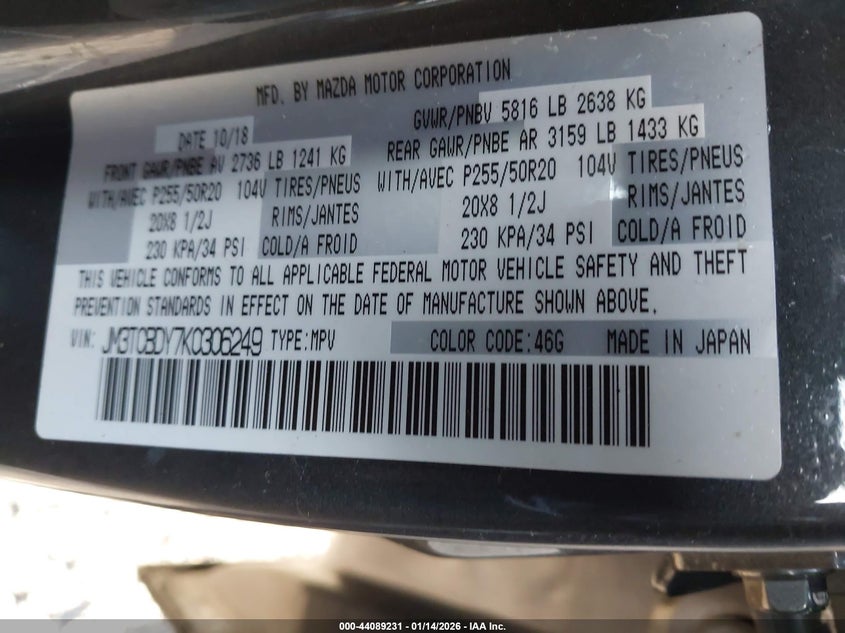 MFD. BY MAZDA MOTOR CORPORATION
DATE 10/18 GVWR/PNBV 5816 LB 2638 KG
FRONT GAWR/PNBE AV 2736 LB 1241 KG REAR GAWR/PNBE AR 3159 LB 1433 KG
WITH/AVEC P255/50R20 104V TIRES/PNEUS WITH/AVEC P255/50R20 104V TIRES/PNEUS
20X8 1/2J RIMS/JANTES 20X8 1/2J RIMS/JANTES
230 KPA/34 PSI COLD/A FROID 230 KPA/34 PSI COLD/A FROID
THIS VEHICLE CONFORMS TO ALL APPLICABLE FEDERAL MOTOR VEHICLE SAFETY AND THEFT
PREVENTION STANDARDS IN EFFECT ON THE DATE OF MANUFACTURE SHOWN ABOVE.
VIN: JM3TCBDY7K0306249 TYPE:MPV COLOR CODE:46G MADE IN JAPAN
000-44089231 - 01/14/2026 - IAA Inc.